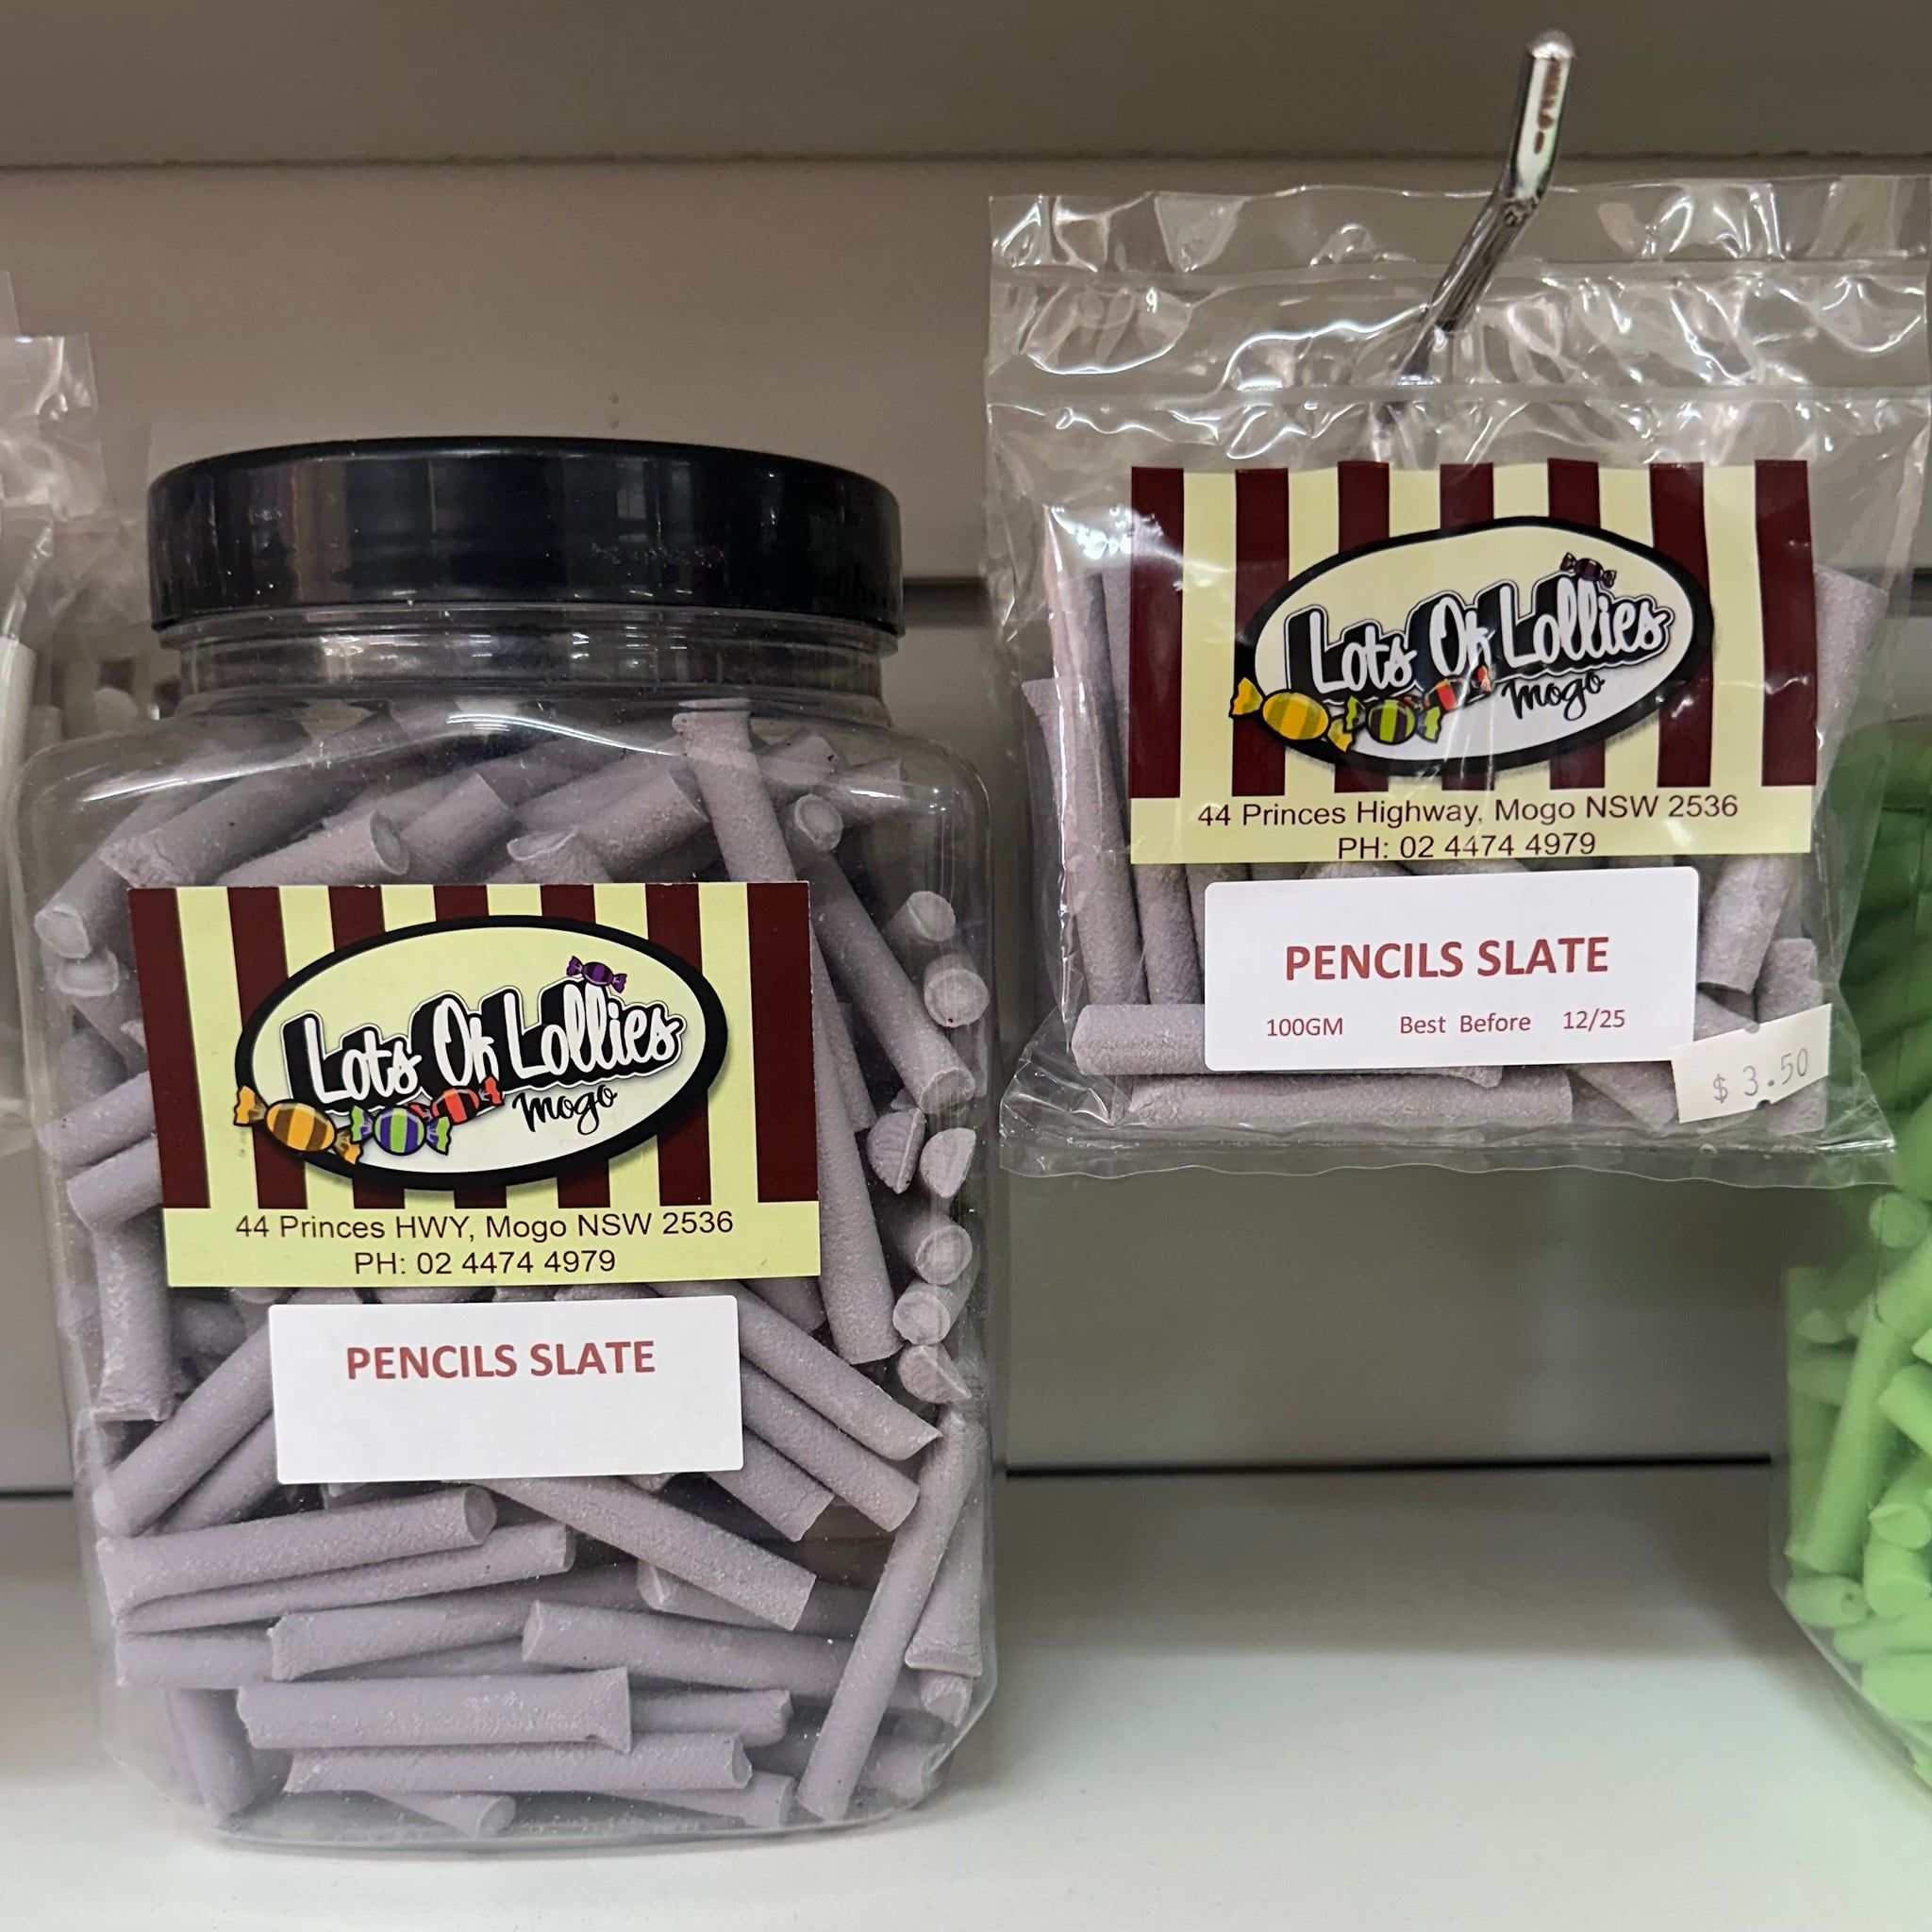 Lots Of Lollies
Mogo
44 Princes HWY, Mogo NSW 2536
PH: 02 4474 4979
PENCILS SLATE
Lots Of Lollies
Mogo
44 Princes Highway, Mogo NSW 2536
PH: 02 4474 4979
PENCILS SLATE
100GM Best Before 12/25
$ 3.50